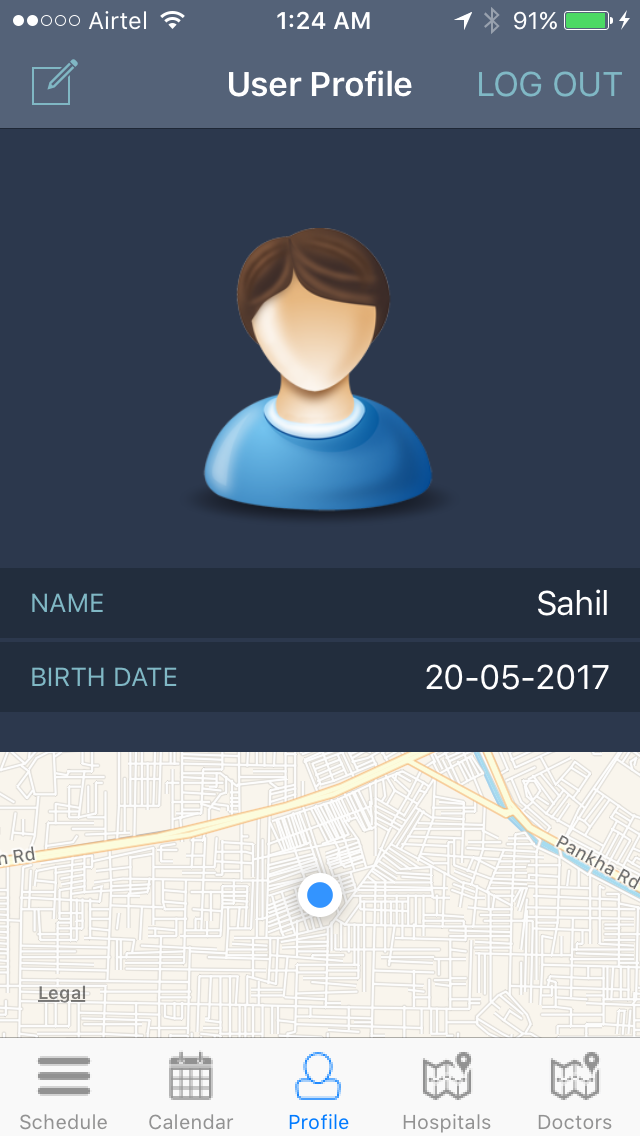 Airtel 1:24 AM 91%
User Profile LOG OUT
NAME Sahil
BIRTH DATE 20-05-2017
n Rd
Pankha Rd
Legal
Schedule Calendar Profile Hospitals Doctors